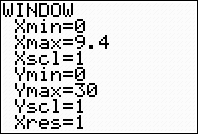 WINDOW
Xmin=0
Xmax=9.4
Xscl=1
Ymin=0
Ymax=30
Yscl=1
Xres=1